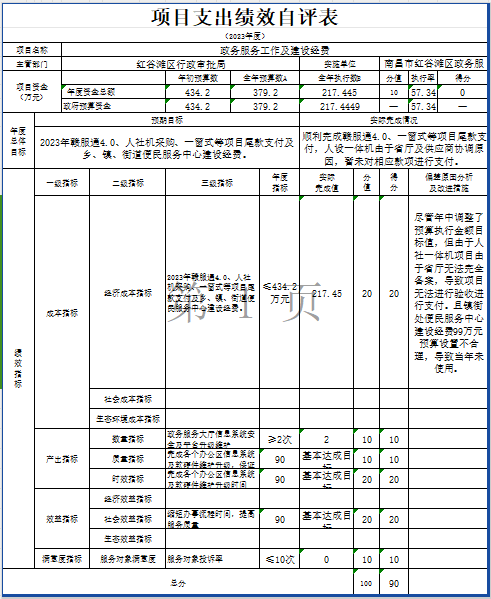 项目支出绩效自评表
(2023年度)
项目名称 政务服务工作及建设经费
主管部门 红谷滩区行政审批局 实施单位 南昌市红谷滩区政务服
项目资金 (万元) 年初预算数 全年预算数A 全年执行数B 分值 执行率 得分
年度资金总额 434.2 379.2 217.445 10 57.34 0
政府预算资金 434.2 379.2 217.4449 — 57.34 —
年度总体目标 预期目标 实际完成情况
2023年赣服通4.0、人社机采购、一窗式等项目尾款支付及乡、镇、街道便民服务中心建设经费。
顺利完成赣服通4.0、一窗式等项目尾款支付,人设一体机由于省厅及供应商协调原因,暂未对相应款项进行支付。
绩效指标
一级指标 二级指标 三级指标 年度指标 实际完成值 分值 得分 偏差原因分析及改进措施
成本指标 经济成本指标
2023年赣服通4.0、人社机采购、一窗式等项目尾款支付及乡、镇、街道便民服务中心建设经费。
≤434.2万元 217.45 20 20
尽管年中调整了预算执行金额目标值,但由于人社一体机项目由于省厅无法完全备案,导致项目无法进行验收进行支付。且镇街处便民服务中心建设经费99万元预算设置不合理,导致当年未使用。
第 1 页
社会成本指标
生态环境成本指标
产出指标 数量指标 政务服务大厅信息系统安全及平台升级维护 ≥2次 2 10 10
质量指标 完成各个办公区信息系统及软硬件维护升级,保证 90 基本达成目标 10 10
时效指标 完成各个办公区信息系统及软硬件维护升级时间 90 基本达成目标 20 20
效益指标 经济效益指标
社会效益指标 缩短办事流程时间,提高服务质量 90 基本达成目标 20 20
生态效益指标
满意度指标 服务对象满意度 服务对象投诉率 ≤10次 0 10 10
总分 100 90